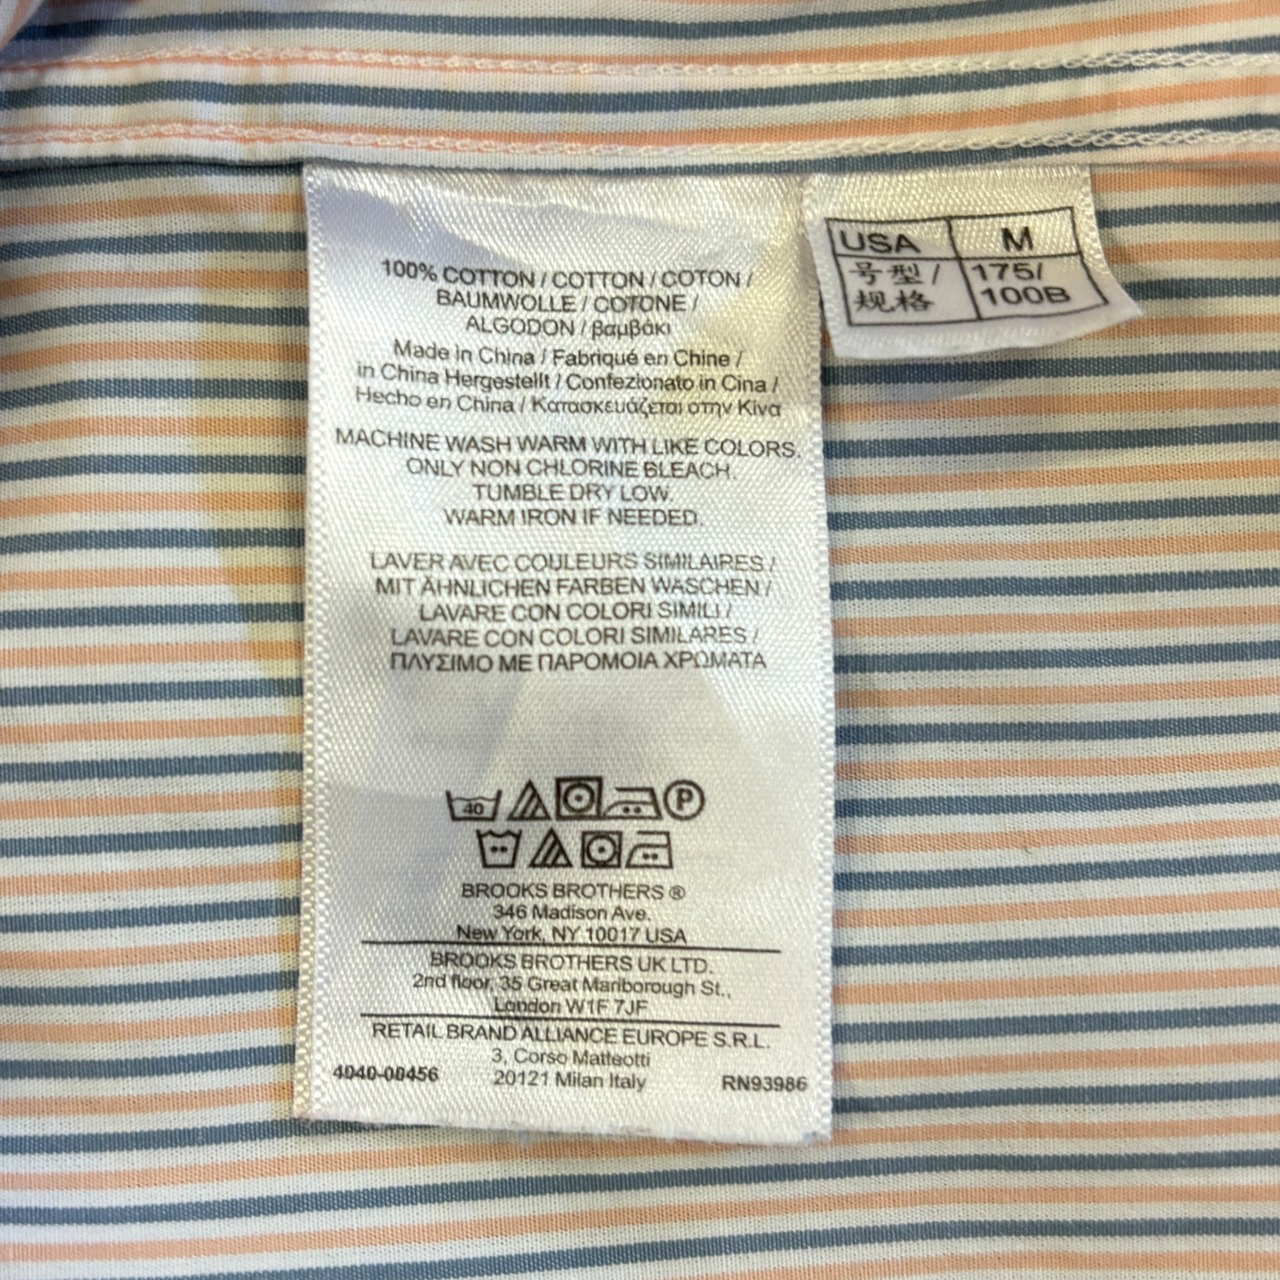 100% COTTON / COTTON / COTON /
BAUMWOLLE / COTONE /
ALGODON / βαμβάκι
Made in China / Fabriqué en Chine /
in China Hergestellt / Confezionato in Cina /
Hecho en China / Κατασκευάζεται στην Κίνα
MACHINE WASH WARM WITH LIKE COLORS.
ONLY NON CHLORINE BLEACH.
TUMBLE DRY LOW.
WARM IRON IF NEEDED.
LAVER AVEC COULEURS SIMILAIRES /
MIT ÄHNLICHEN FARBEN WASCHEN /
LAVARE CON COLORI SIMILI /
LAVARE CON COLORI SIMILARES /
ΠΛΥΣΙΜΟ ΜΕ ΠΑΡΟΜΟΙΑ ΧΡΩΜΑΤΑ
40 P
BROOKS BROTHERS ®
346 Madison Ave.
New York, NY 10017 USA
BROOKS BROTHERS UK LTD.
2nd floor, 35 Great Marlborough St.,
London W1F 7JF
RETAIL BRAND ALLIANCE EUROPE S.R.L.
3, Corso Matteotti
4040-00456 20121 Milan Italy RN93986
USA M
号型 / 175/
规格 100B